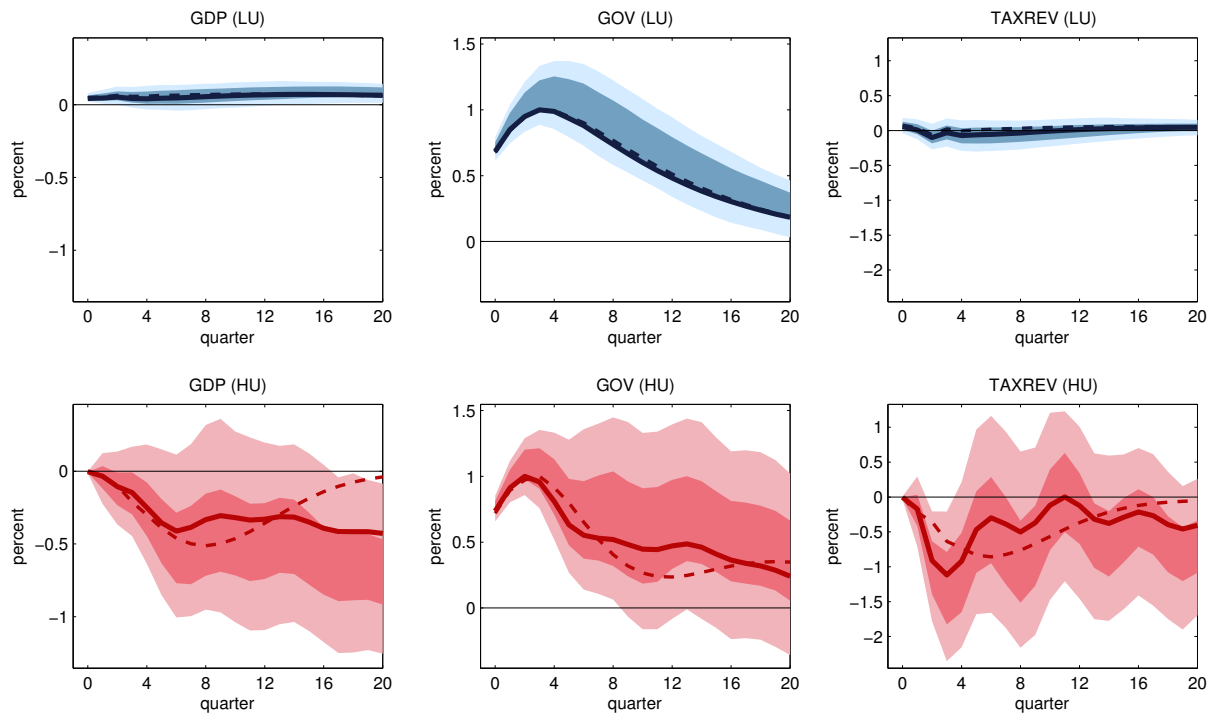 GDP (LU)
percent
0
−0.5
−1
0 4 8 12 16 20
quarter
GOV (LU)
percent
1.5
1
0.5
0
0 4 8 12 16 20
quarter
TAXREV (LU)
percent
1
0.5
0
−0.5
−1
−1.5
−2
0 4 8 12 16 20
quarter
GDP (HU)
percent
0
−0.5
−1
0 4 8 12 16 20
quarter
GOV (HU)
percent
1.5
1
0.5
0
0 4 8 12 16 20
quarter
TAXREV (HU)
percent
1
0.5
0
−0.5
−1
−1.5
−2
0 4 8 12 16 20
quarter